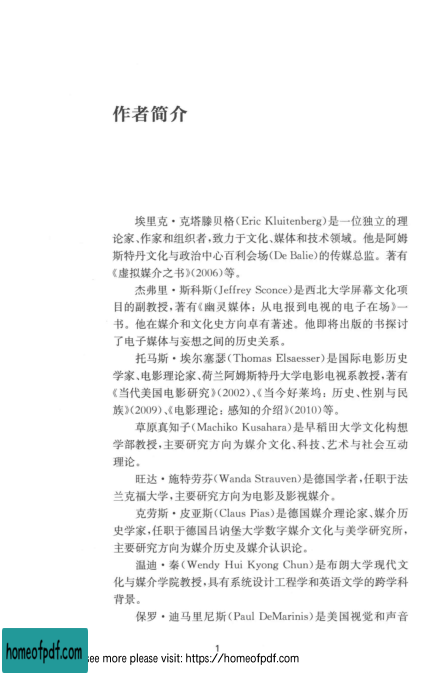 作者简介
埃里克·克塔滕贝格(Eric Kluitenberg)是一位独立的理
论家、作家和组织者,致力于文化、媒体和技术领域。他是阿姆
斯特丹文化与政治中心百利会场(De Balie)的传媒总监。著有
《虚拟媒介之书》(2006)等。
杰弗里·斯科斯(Jeffrey Sconce)是西北大学屏幕文化项
目的副教授,著有《幽灵媒体:从电报到电视的电子在场》一
书。他在媒介和文化史方向卓有著述。他即将出版的书探讨
了电子媒体与妄想之间的历史关系。
托马斯·埃尔塞瑟(Thomas Elsaesser)是国际电影历史
学家、电影理论家、荷兰阿姆斯特丹大学电影电视系教授,著有
《当代美国电影研究》(2002)、《当今好莱坞:历史、性别与民
族》(2009)、《电影理论:感知的介绍》(2010)等。
草原真知子(Machiko Kusahara)是早稻田大学文化构想
学部教授,主要研究方向为媒介文化、科技、艺术与社会互动
理论。
旺达·施特劳芬(Wanda Strauven)是德国学者,任职于法
兰克福大学,主要研究方向为电影及影视媒介。
克劳斯·皮亚斯(Claus Pias)是德国媒介理论家、媒介历
史学家,任职于德国吕讷堡大学数字媒介文化与美学研究所,
主要研究方向为媒介历史及媒介认识论。
温迪·秦(Wendy Hui Kyong Chun)是布朗大学现代文
化与媒介学院教授,具有系统设计工程学和英语文学的跨学科
背景。
保罗·迪马里尼斯(Paul DeMarinis)是美国视觉和声音
1
homeofpdf.com
see more please visit: https://homeofpdf.com